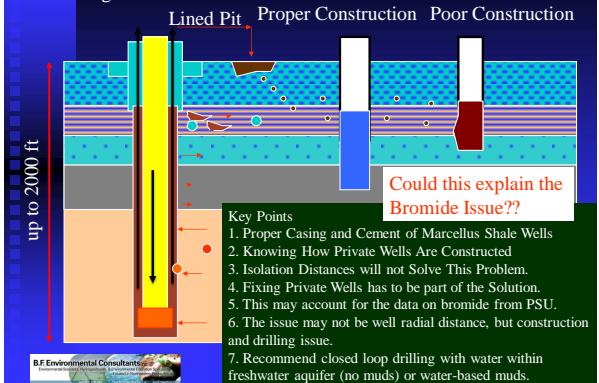 Lined Pit
Proper Construction
Poor Construction
up to 2000 ft
Could this explain the
Bromide Issue??
Key Points
1. Proper Casing and Cement of Marcellus Shale Wells
2. Knowing How Private Wells Are Constructed
3. Isolation Distances will not Solve This Problem.
4. Fixing Private Wells has to be part of the Solution.
5. This may account for the data on bromide from PSU.
6. The issue may not be well radial distance, but construction
and drilling issue.
7. Recommend closed loop drilling with water within
freshwater aquifer (no muds) or water-based muds.
B.F. Environmental Consultants